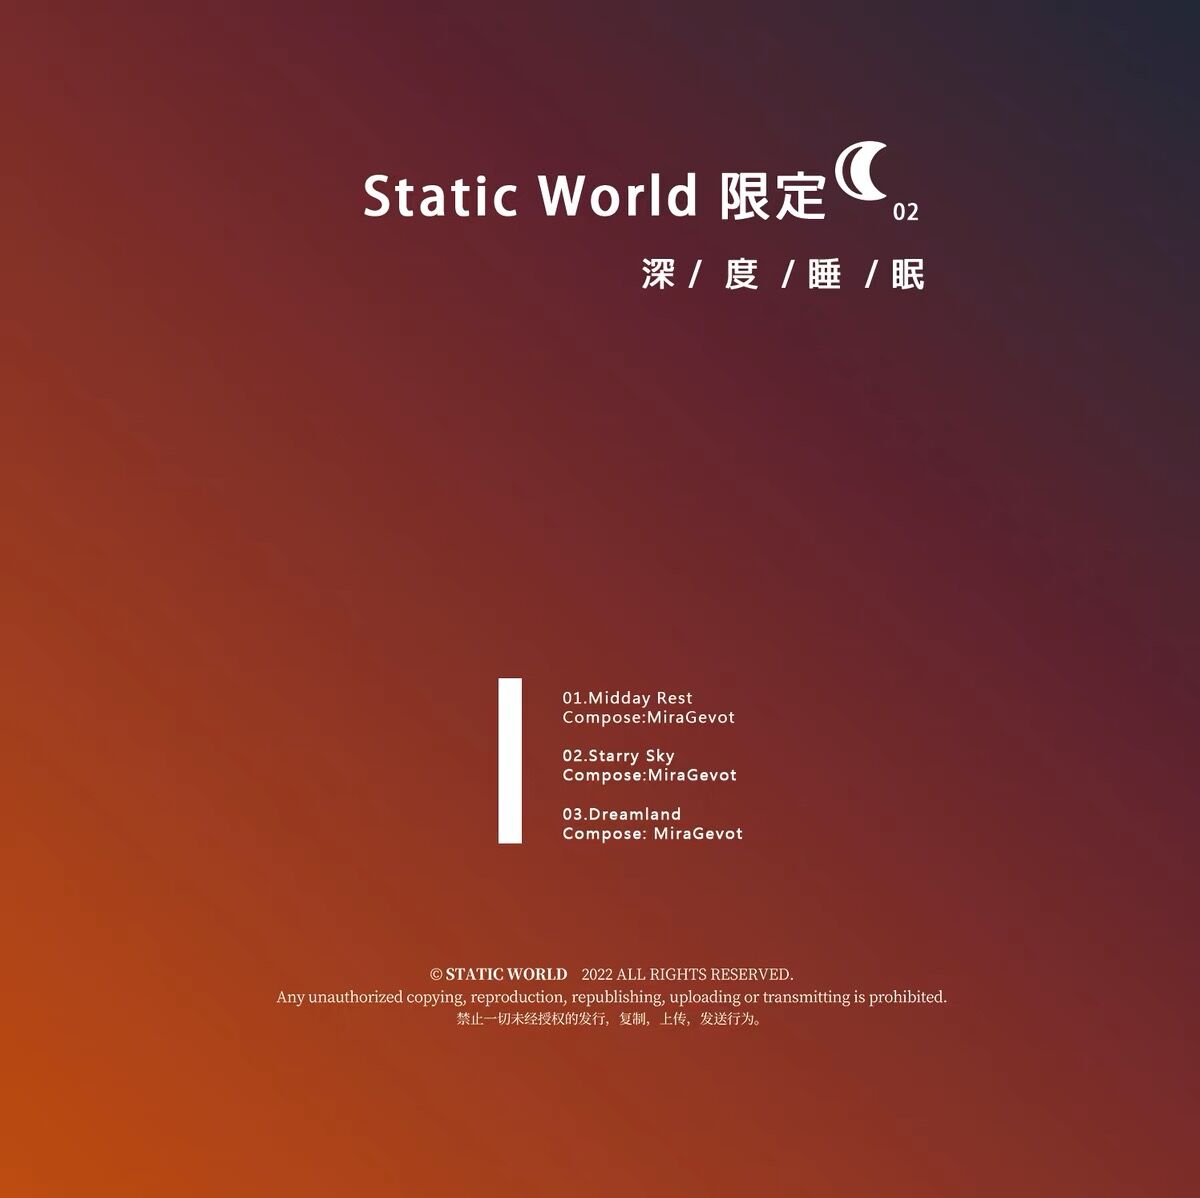 Static World 限定 02
深 / 度 / 睡 / 眠
01.Midday Rest
Compose:MiraGevot
02.Starry Sky
Compose:MiraGevot
03.Dreamland
Compose: MiraGevot
© STATIC WORLD 2022 ALL RIGHTS RESERVED.
Any unauthorized copying, reproduction, republishing, uploading or transmitting is prohibited.
禁止一切未经授权的发行，复制，上传，发送行为。